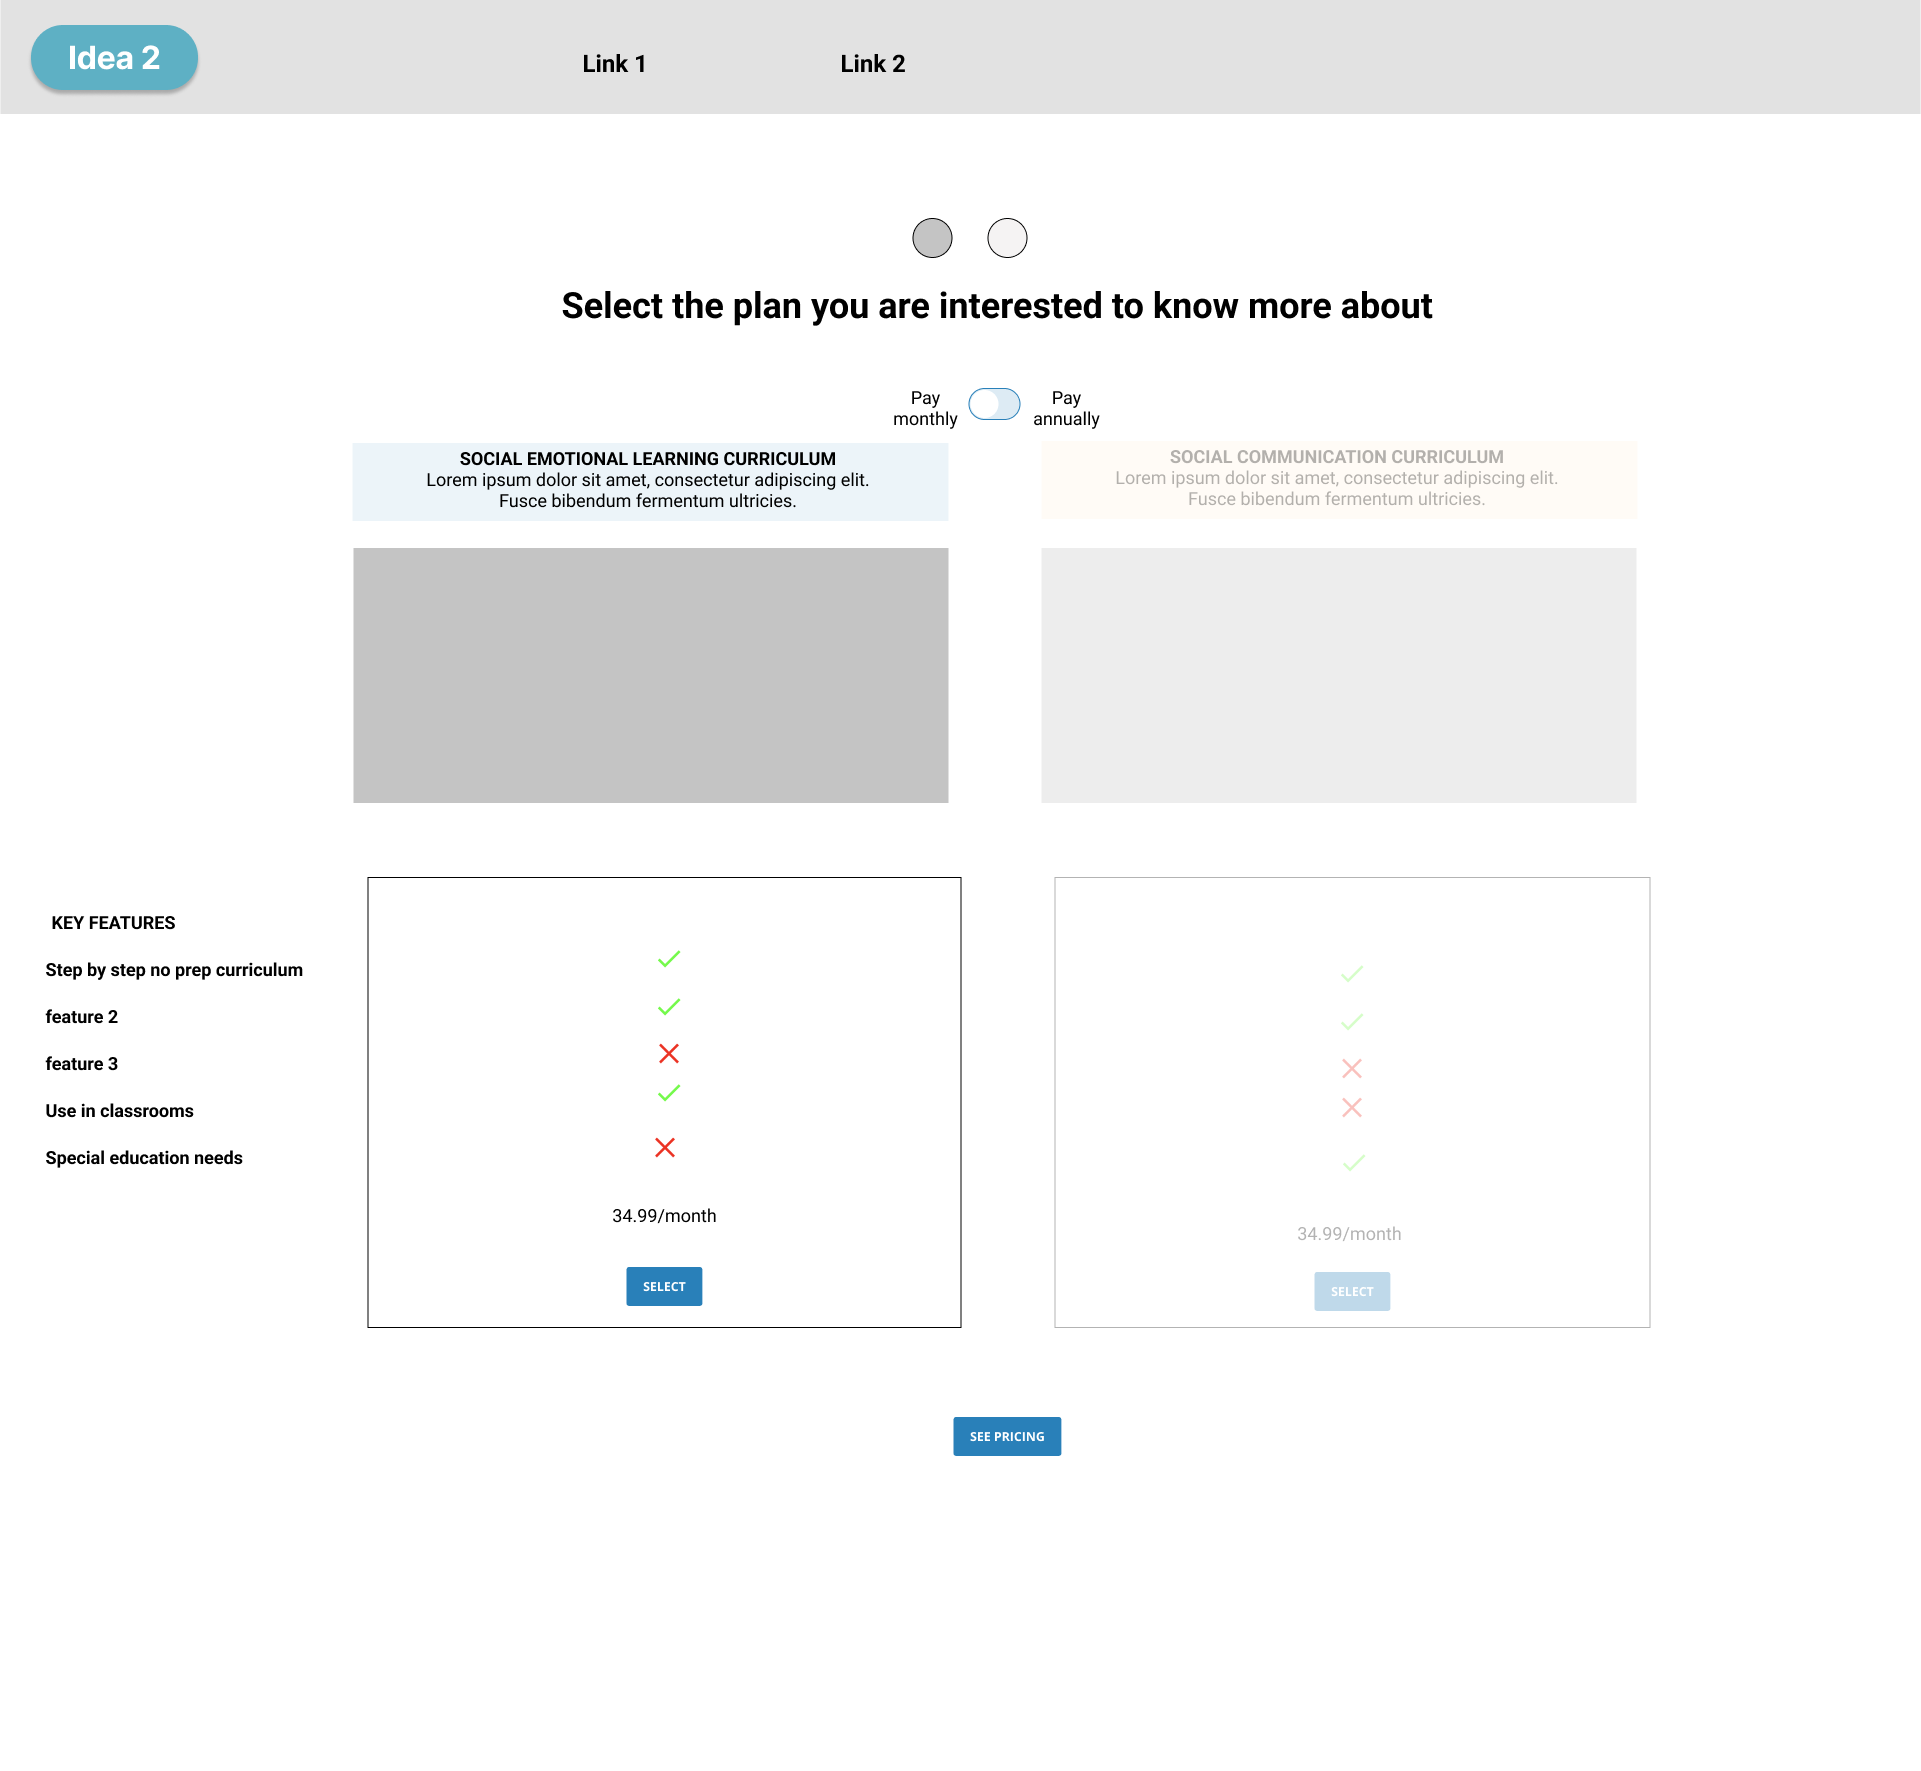 Idea 2
Link 1
Link 2
Select the plan you are interested to know more about
Pay
monthly
Pay
annually
SOCIAL EMOTIONAL LEARNING CURRICULUM
Lorem ipsum dolor sit amet, consectetur adipiscing elit.
Fusce bibendum fermentum ultricies.
SOCIAL COMMUNICATION CURRICULUM
Lorem ipsum dolor sit amet, consectetur adipiscing elit.
Fusce bibendum fermentum ultricies.
KEY FEATURES
Step by step no prep curriculum
feature 2
feature 3
Use in classrooms
Special education needs
34.99/month
SELECT
34.99/month
SELECT
SEE PRICING